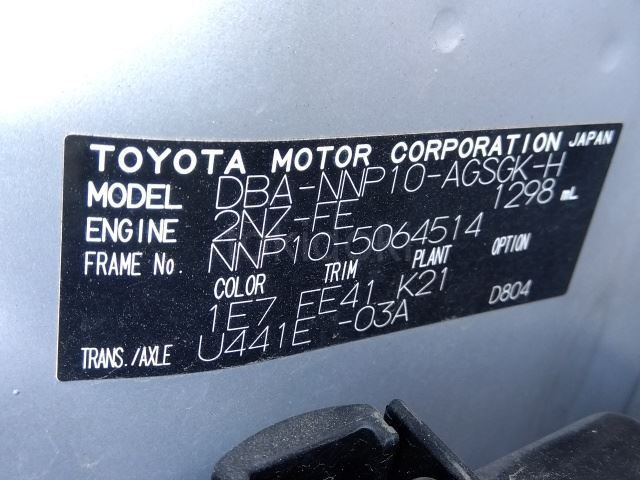 TOYOTA MOTOR CORPORATION JAPAN
MODEL DBA-NNP10-AGSGK-H
ENGINE 2NZ-FE 1298 mL
FRAME No. NNP10-5064514
COLOR TRIM PLANT OPTION
1E7 EE41 K21 D804
TRANS./AXLE U441E -03A